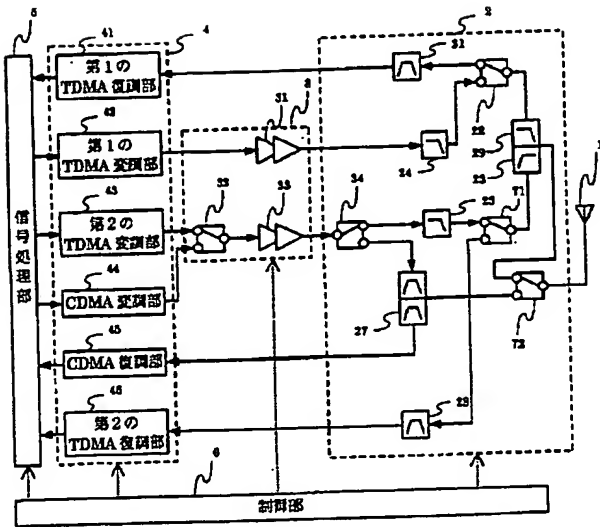 5
41
4
2
第1の
TDMA 復調部
21
42
3
31
22
第1の
TDMA 変調部
24
29
23
1
43
32
33
34
25
71
第2の
TDMA 変調部
信号処理部
44
CDMA 変調部
45
27
72
CDMA 復調部
46
第2の
TDMA 復調部
6
制御部